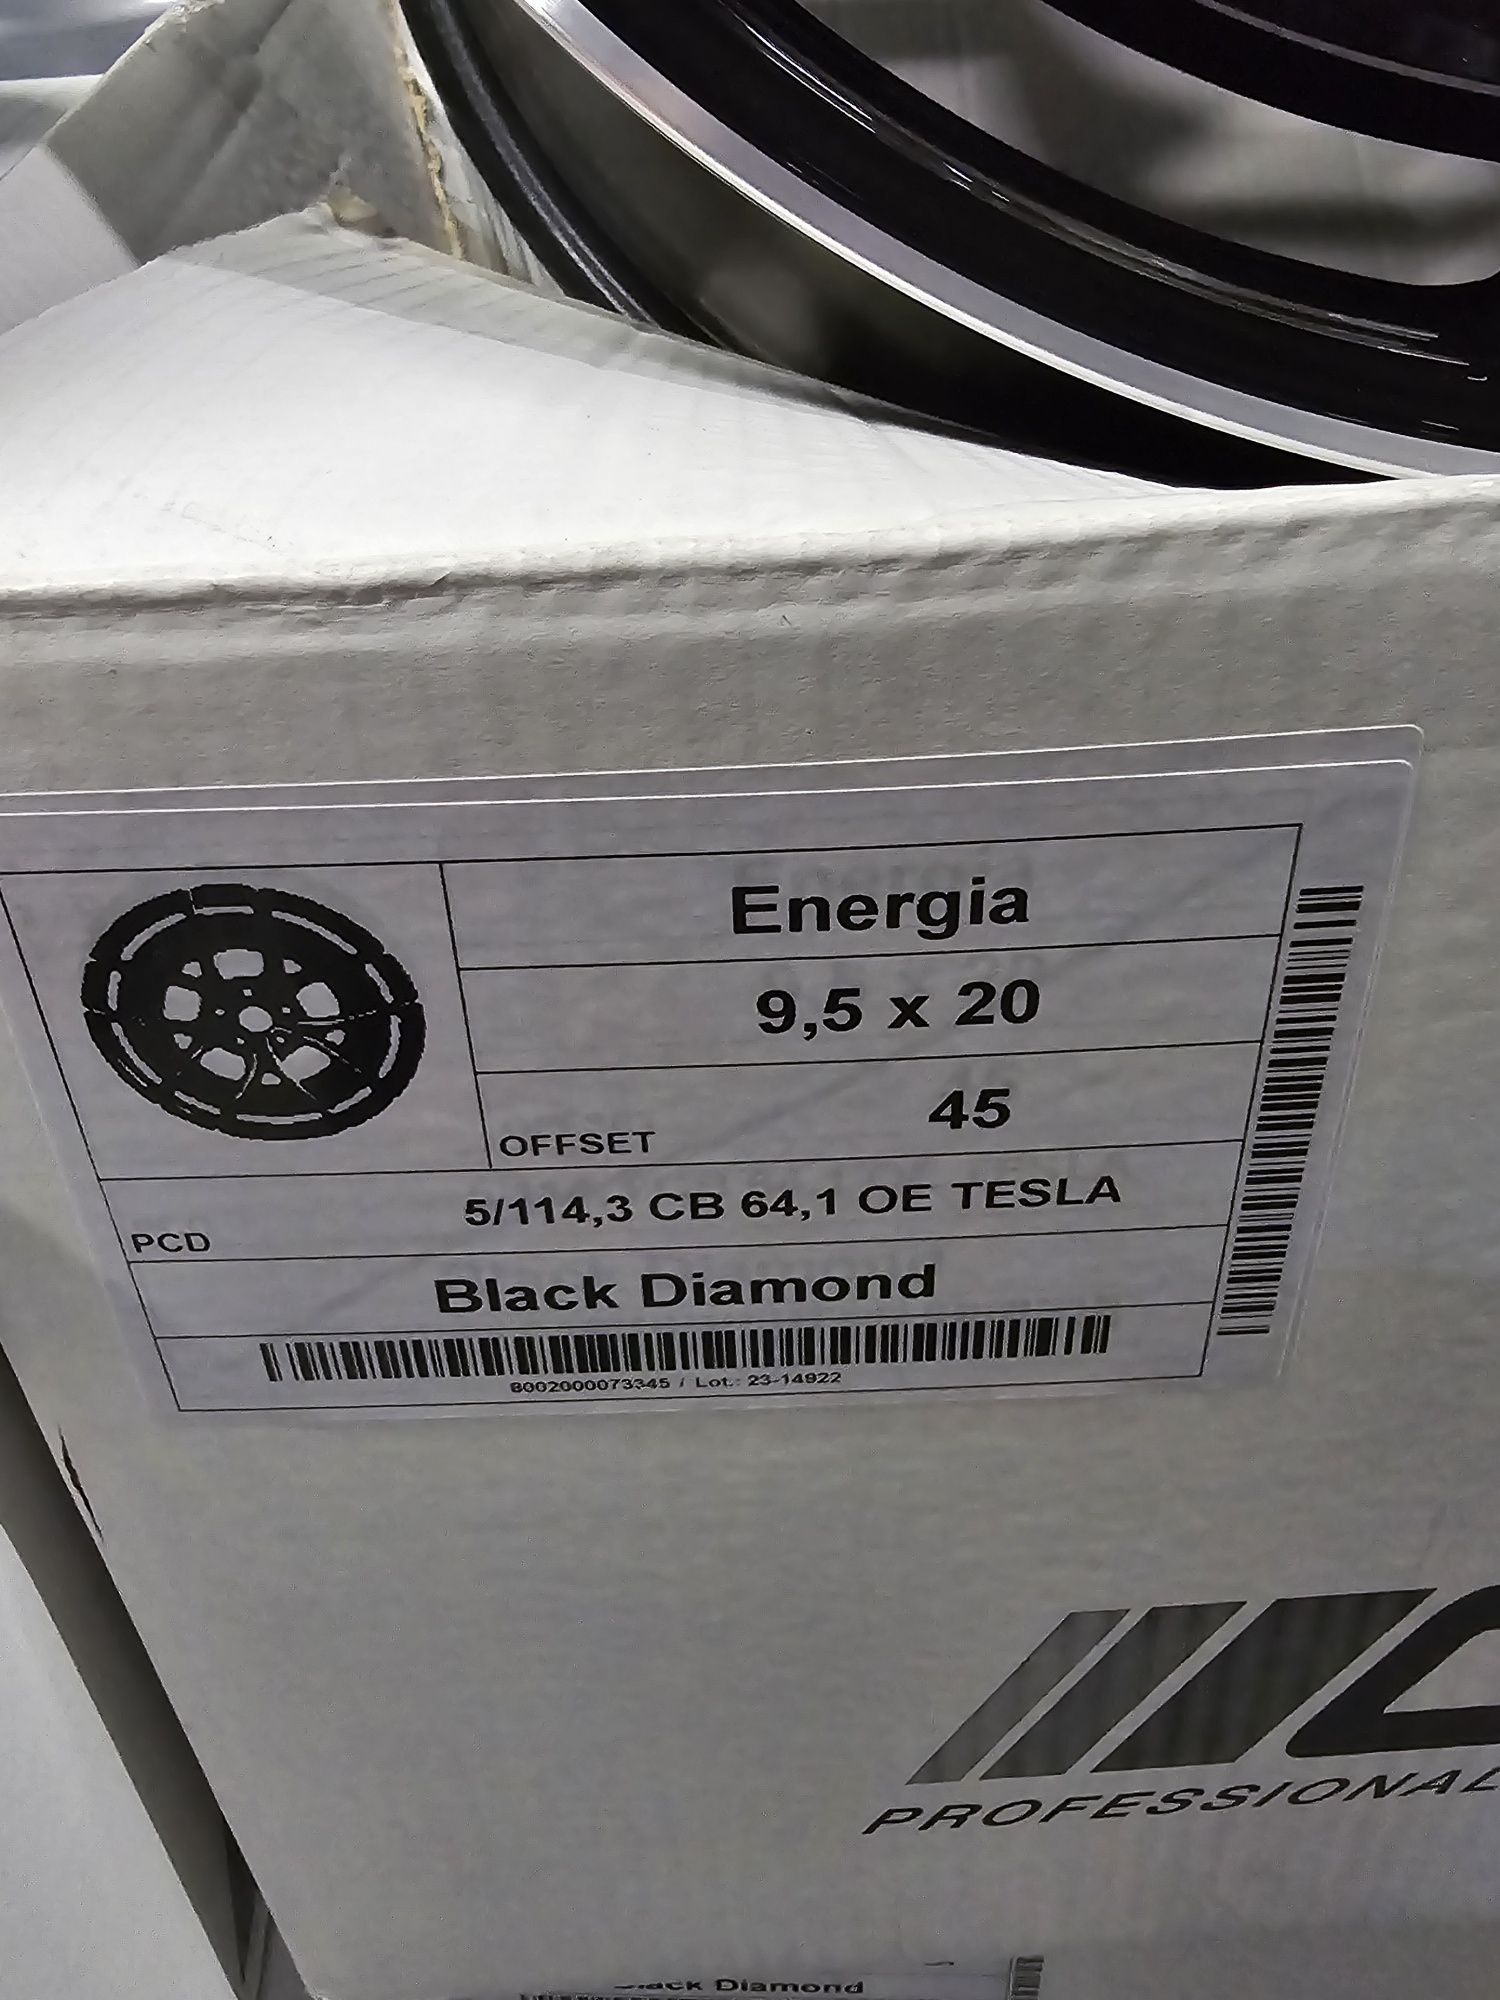 Energia
9,5 x 20
OFFSET 45
PCD 5/114,3 CB 64,1 OE TESLA
Black Diamond
8002000073345 / Lot.: 23-14922
PROFESSIONAL
Black Diamond